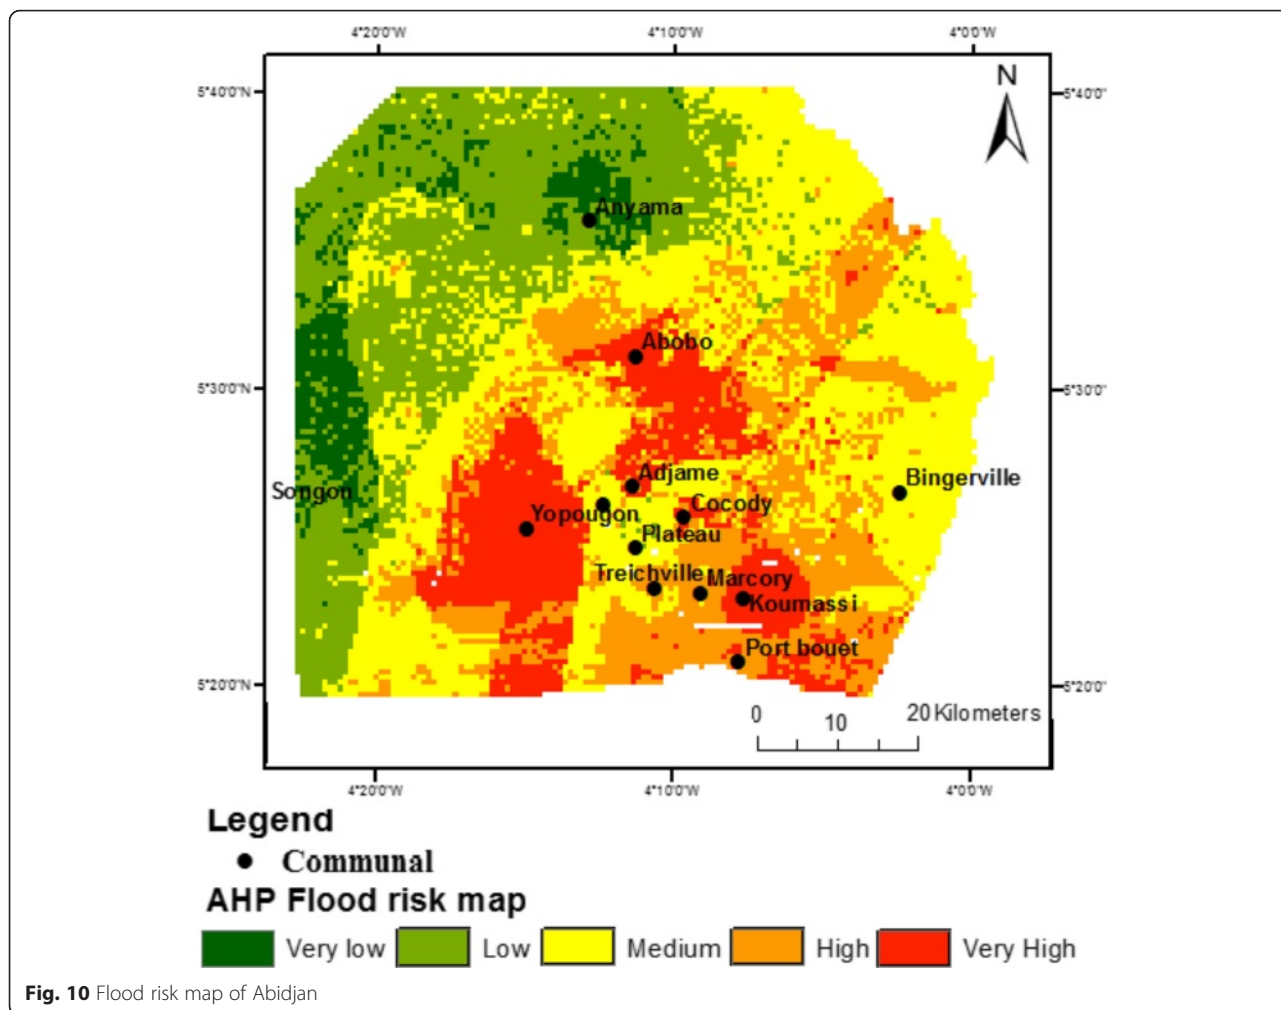 4°20'0"W 4°10'0"W 4°0'0"W
N
5°40'0"N 5°40'0"
Anyama
Abobo
5°30'0"N 5°30'0"
Adjame
Bingerville
Songon
Cocody
Yopougon
Plateau
Treichville
Marcory
Koumassi
Port bouet
5°20'0"N 5°20'0"
0 10 20 Kilometers
4°20'0"W 4°10'0"W 4°0'0"W
Legend
Communal
AHP Flood risk map
Very low Low Medium High Very High
Fig. 10 Flood risk map of Abidjan